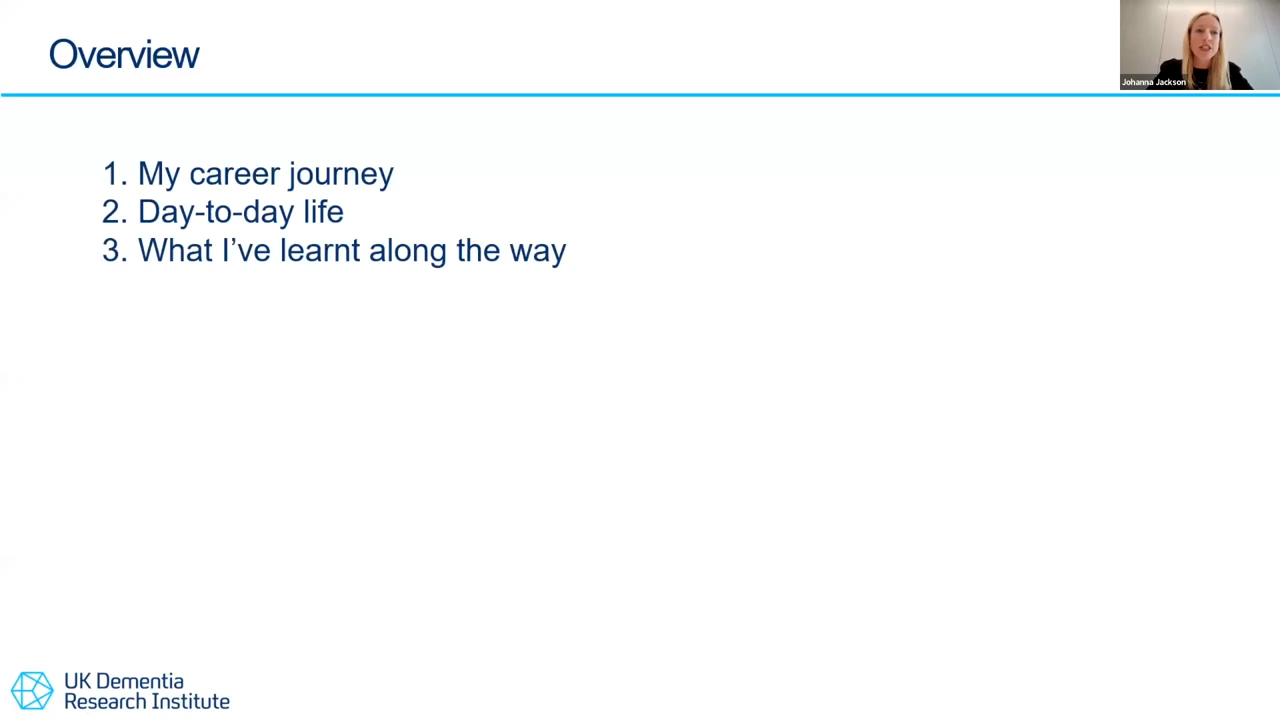 Overview
Johanna Jackson
1. My career journey
2. Day-to-day life
3. What I’ve learnt along the way
UK Dementia
Research Institute